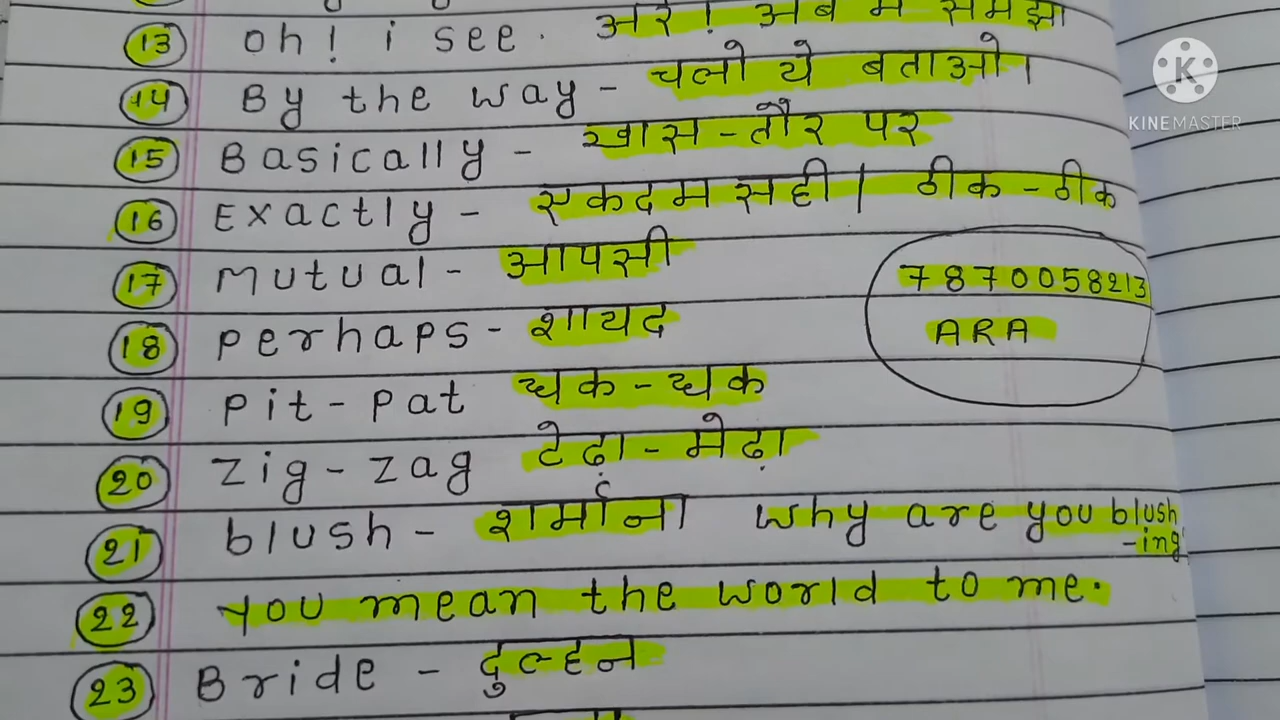 13 oh! i see. अरे! अब मैं समझा
14 By the way - चलो ये बताओ।
15 Basically - खास-तौर पर
16 Exactly - एकदम सही। ठीक-ठीक
17 Mutual - आपसी
7870058213
18 perhaps - शायद
ARA
19 pit-pat धक-धक
20 zig-zag टेढ़ा-मेढ़ा
21 blush - शर्माना why are you blush
-ing
22 you mean the world to me.
23 Bride - दुल्हन
K
KINEMASTER